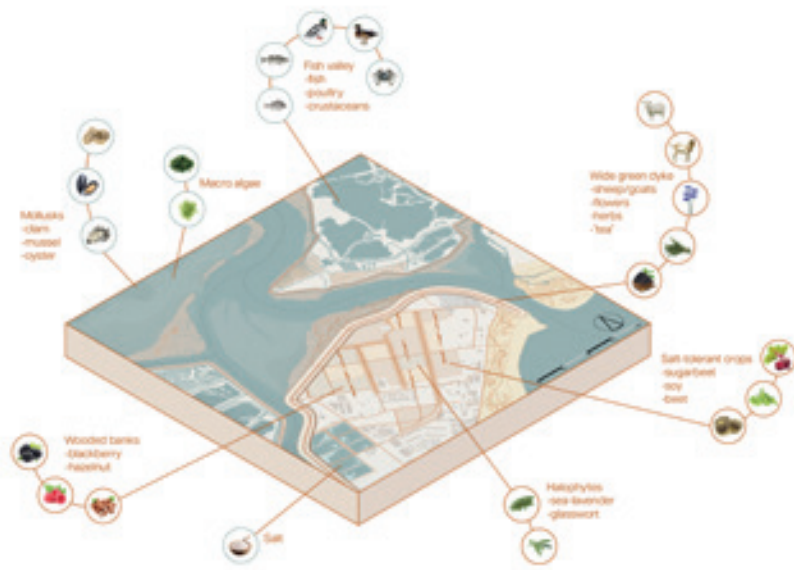 Fish valley
-fish
-poultry
-crustaceans
Macro algae
Mollusks
-clam
-mussel
-oyster
Wide green dyke
-sheep/goats
-flowers
-herbs
-'tea'
Salt-tolerant crops
-sugarbeet
-soy
-beet
Wooded banks
-blackberry
-hazelnut
Halophytes
-sea-lavender
-glasswort
Salt